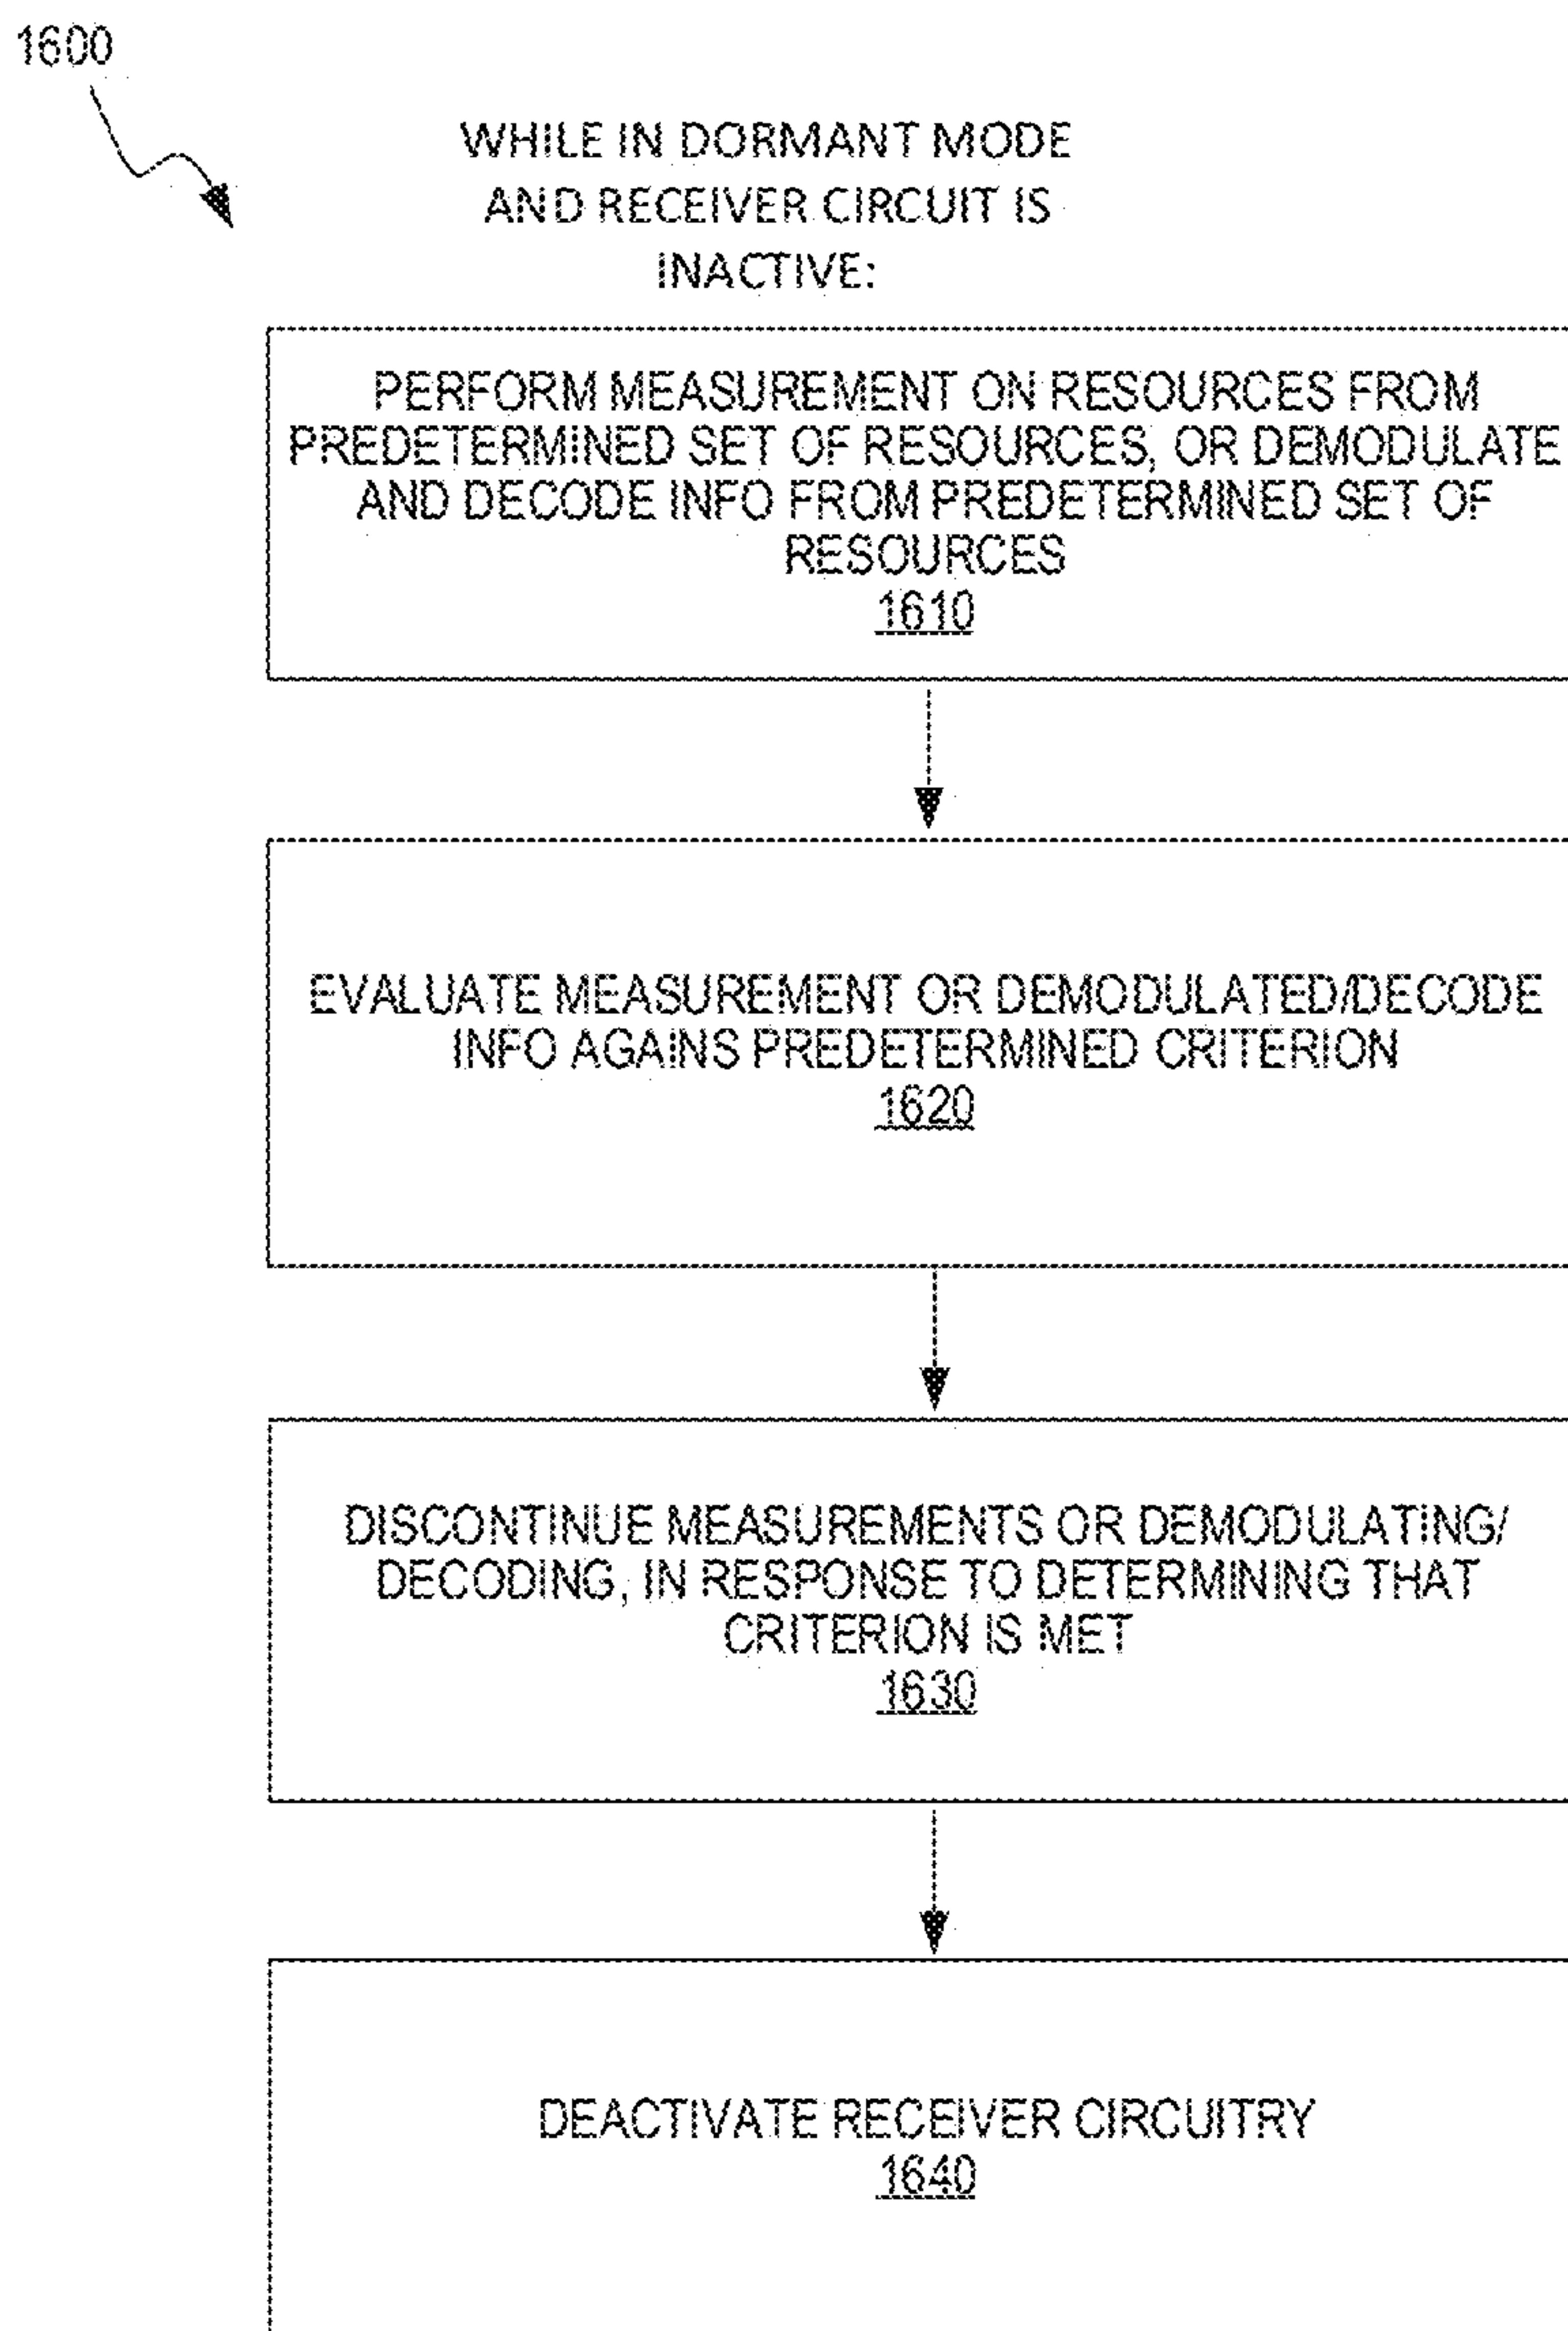 1600
WHILE IN DORMANT MODE
AND RECEIVER CIRCUIT IS
INACTIVE:
PERFORM MEASUREMENT ON RESOURCES FROM
PREDETERMINED SET OF RESOURCES, OR DEMODULATE
AND DECODE INFO FROM PREDETERMINED SET OF
RESOURCES
1610
EVALUATE MEASUREMENT OR DEMODULATED/DECODE
INFO AGAINS PREDETERMINED CRITERION
1620
DISCONTINUE MEASUREMENTS OR DEMODULATING/
DECODING, IN RESPONSE TO DETERMINING THAT
CRITERION IS MET
1630
DEACTIVATE RECEIVER CIRCUITRY
1640